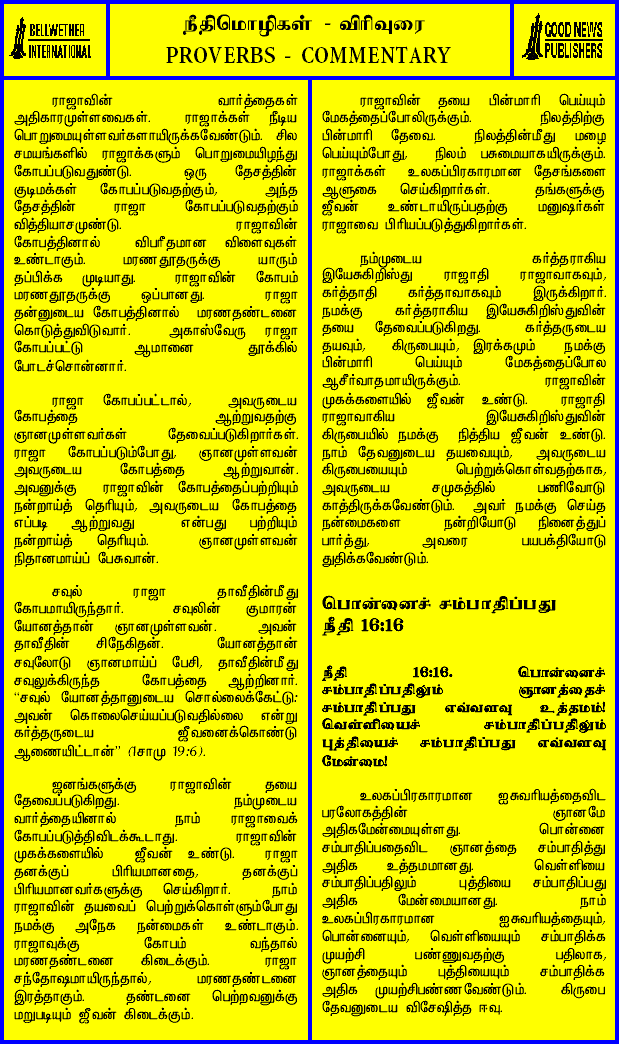 BELLWETHER
INTERNATIONAL
நீதிமொழிகள் - விரிவுரை
PROVERBS - COMMENTARY
GOOD NEWS
PUBLISHERS
ராஜாவின் வார்த்தைகள்
அதிகாரமுள்ளவைகள். ராஜாக்கள் நீடிய
பொறுமையுள்ளவர்களாயிருக்கவேண்டும். சில
சமயங்களில் ராஜாக்களும் பொறுமையிழந்து
கோபப்படுவதுண்டு. ஒரு தேசத்தின்
குடிமக்கள் கோபப்படுவதற்கும், அந்த
தேசத்தின் ராஜா கோபப்படுவதற்கும்
வித்தியாசமுண்டு. ராஜாவின்
கோபத்தினால் விபரீதமான விளைவுகள்
உண்டாகும். மரணதூதருக்கு யாரும்
தப்பிக்க முடியாது. ராஜாவின் கோபம்
மரணதூதருக்கு ஒப்பானது. ராஜா
தன்னுடைய கோபத்தினால் மரணதண்டனை
கொடுத்துவிடுவார். அகாஸ்வேரு ராஜா
கோபப்பட்டு ஆமானை தூக்கில்
போடச்சொன்னார்.
ராஜா கோபப்பட்டால், அவருடைய
கோபத்தை ஆற்றுவதற்கு
ஞானமுள்ளவர்கள் தேவைப்படுகிறார்கள்.
ராஜா கோபப்படும்போது, ஞானமுள்ளவன்
அவருடைய கோபத்தை ஆற்றுவான்.
அவனுக்கு ராஜாவின் கோபத்தைப்பற்றியும்
நன்றாய்த் தெரியும், அவருடைய கோபத்தை
எப்படி ஆற்றுவது என்பது பற்றியும்
நன்றாய்த் தெரியும். ஞானமுள்ளவன்
நிதானமாய்ப் பேசுவான்.
சவுல் ராஜா தாவீதின்மீது
கோபமாயிருந்தார். சவுலின் குமாரன்
யோனத்தான் ஞானமுள்ளவன். அவன்
தாவீதின் சிநேகிதன். யோனத்தான்
சவுலோடு ஞானமாய்ப் பேசி, தாவீதின்மீது
சவுலுக்கிருந்த கோபத்தை ஆற்றினார்.
“சவுல் யோனத்தானுடைய சொல்லைக்கேட்டு:
அவன் கொலைசெய்யப்படுவதில்லை என்று
கர்த்தருடைய ஜீவனைக்கொண்டு
ஆணையிட்டான்” (1சாமு 19:6).
ஜனங்களுக்கு ராஜாவின் தயை
தேவைப்படுகிறது. நம்முடைய
வார்த்தையினால் நாம் ராஜாவைக்
கோபப்படுத்திவிடக்கூடாது. ராஜாவின்
முகக்களையில் ஜீவன் உண்டு. ராஜா
தனக்குப் பிரியமானதை, தனக்குப்
பிரியமானவர்களுக்கு செய்கிறார். நாம்
ராஜாவின் தயவைப் பெற்றுக்கொள்ளும்போது
நமக்கு அநேக நன்மைகள் உண்டாகும்.
ராஜாவுக்கு கோபம் வந்தால்
மரணதண்டனை கிடைக்கும். ராஜா
சந்தோஷமாயிருந்தால், மரணதண்டனை
இரத்தாகும். தண்டனை பெற்றவனுக்கு
மறுபடியும் ஜீவன் கிடைக்கும்.
ராஜாவின் தயை பின்மாரி பெய்யும்
மேகத்தைப்போலிருக்கும். நிலத்திற்கு
பின்மாரி தேவை. நிலத்தின்மீது மழை
பெய்யும்போது, நிலம் பசுமையாகயிருக்கும்.
ராஜாக்கள் உலகப்பிரகாரமான தேசங்களை
ஆளுகை செய்கிறார்கள். தங்களுக்கு
ஜீவன் உண்டாயிருப்பதற்கு மனுஷர்கள்
ராஜாவை பிரியப்படுத்துகிறார்கள்.
நம்முடைய கர்த்தராகிய
இயேசுகிறிஸ்து ராஜாதி ராஜாவாகவும்,
கர்த்தாதி கர்த்தாவாகவும் இருக்கிறார்.
நமக்கு கர்த்தராகிய இயேசுகிறிஸ்துவின்
தயை தேவைப்படுகிறது. கர்த்தருடைய
தயவும், கிருபையும், இரக்கமும் நமக்கு
பின்மாரி பெய்யும் மேகத்தைப்போல
ஆசீர்வாதமாயிருக்கும். ராஜாவின்
முகக்களையில் ஜீவன் உண்டு. ராஜாதி
ராஜாவாகிய இயேசுகிறிஸ்துவின்
கிருபையில் நமக்கு நித்திய ஜீவன் உண்டு.
நாம் தேவனுடைய தயவையும், அவருடைய
கிருபையையும் பெற்றுக்கொள்வதற்காக,
அவருடைய சமுகத்தில் பணிவோடு
காத்திருக்கவேண்டும். அவர் நமக்கு செய்த
நன்மைகளை நன்றியோடு நினைத்துப்
பார்த்து, அவரை பயபக்தியோடு
துதிக்கவேண்டும்.
பொன்னைச் சம்பாதிப்பது
நீதி 16:16
நீதி 16:16. பொன்னைச்
சம்பாதிப்பதிலும் ஞானத்தைச்
சம்பாதிப்பது எவ்வளவு உத்தமம்!
வெள்ளியைச் சம்பாதிப்பதிலும்
புத்தியைச் சம்பாதிப்பது எவ்வளவு
மேன்மை!
உலகப்பிரகாரமான ஐசுவரியத்தைவிட
பரலோகத்தின் ஞானமே
அதிகமேன்மையுள்ளது. பொன்னை
சம்பாதிப்பதைவிட ஞானத்தை சம்பாதித்து
அதிக உத்தமமானது. வெள்ளியை
சம்பாதிப்பதிலும் புத்தியை சம்பாதிப்பது
அதிக மேன்மையானது. நாம்
உலகப்பிரகாரமான ஐசுவரியத்தையும்,
பொன்னையும், வெள்ளியையும் சம்பாதிக்க
முயற்சி பண்ணுவதற்கு பதிலாக,
ஞானத்தையும் புத்தியையும் சம்பாதிக்க
அதிக முயற்சிபண்ணவேண்டும். கிருபை
தேவனுடைய விசேஷித்த ஈவு.